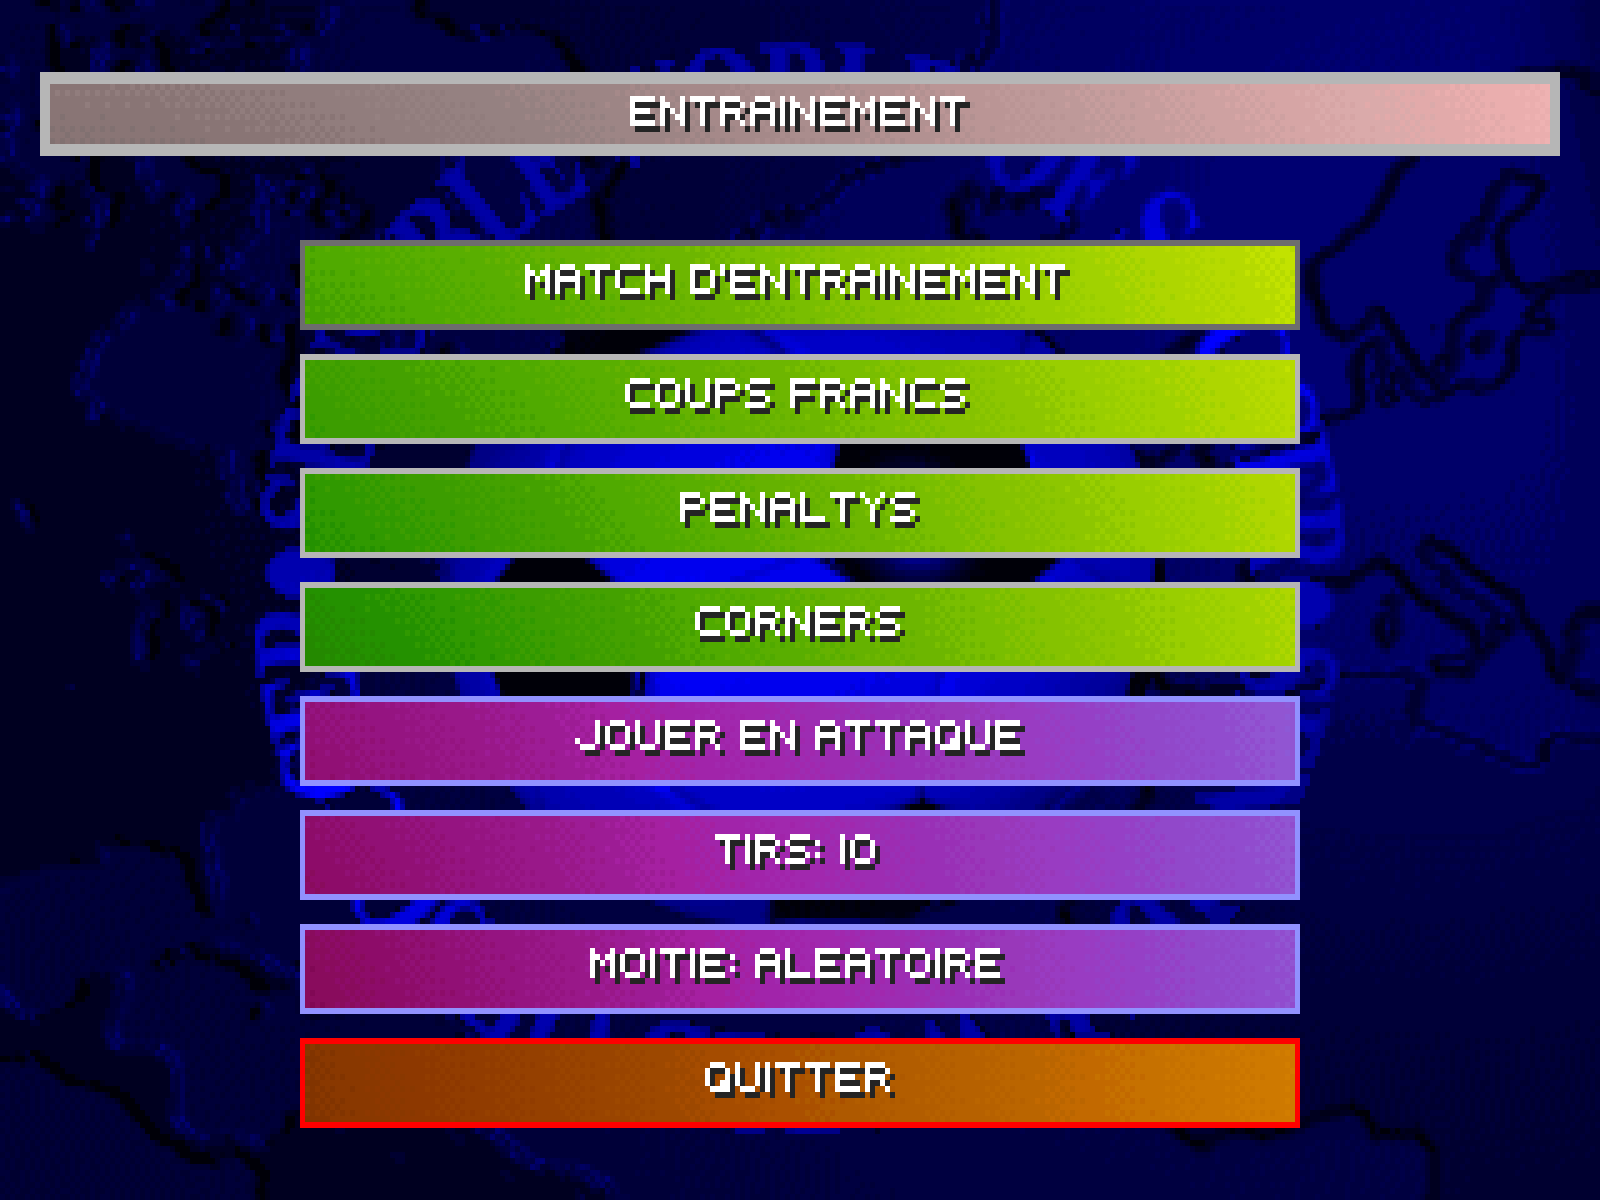 ENTRAINEMENT
MATCH D'ENTRAINEMENT
COUPS FRANCS
PENALTYS
CORNERS
JOUER EN ATTAQUE
TIRS: 10
MOITIE: ALEATOIRE
QUITTER